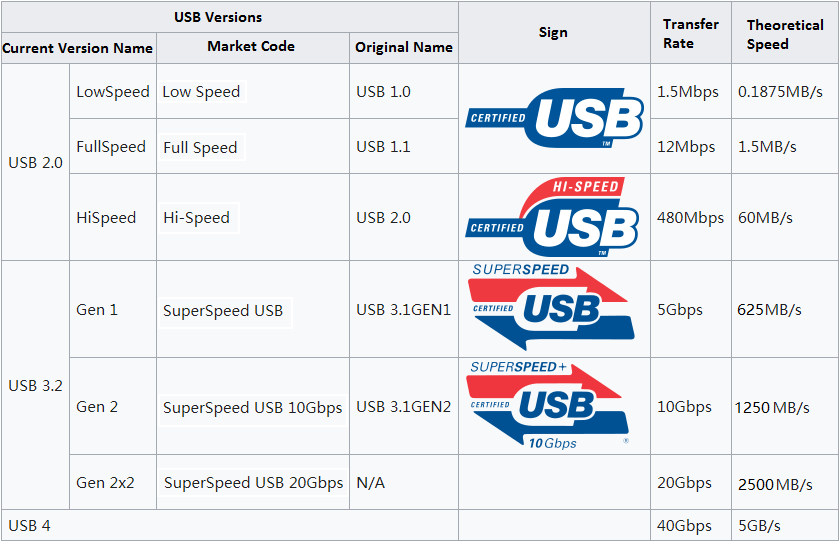 USB Versions
Sign
Transfer Rate
Theoretical Speed
Current Version Name
Market Code
Original Name
USB 2.0
LowSpeed
Low Speed
USB 1.0
CERTIFIED USB™
1.5Mbps
0.1875MB/s
FullSpeed
Full Speed
USB 1.1
12Mbps
1.5MB/s
HiSpeed
Hi-Speed
USB 2.0
HI-SPEED
CERTIFIED USB™
480Mbps
60MB/s
USB 3.2
Gen 1
SuperSpeed USB
USB 3.1GEN1
SUPERSPEED
CERTIFIED USB
5Gbps
625MB/s
Gen 2
SuperSpeed USB 10Gbps
USB 3.1GEN2
SUPERSPEED+
CERTIFIED USB
10Gbps
®
10Gbps
1250MB/s
Gen 2x2
SuperSpeed USB 20Gbps
N/A
20Gbps
2500MB/s
USB 4
40Gbps
5GB/s